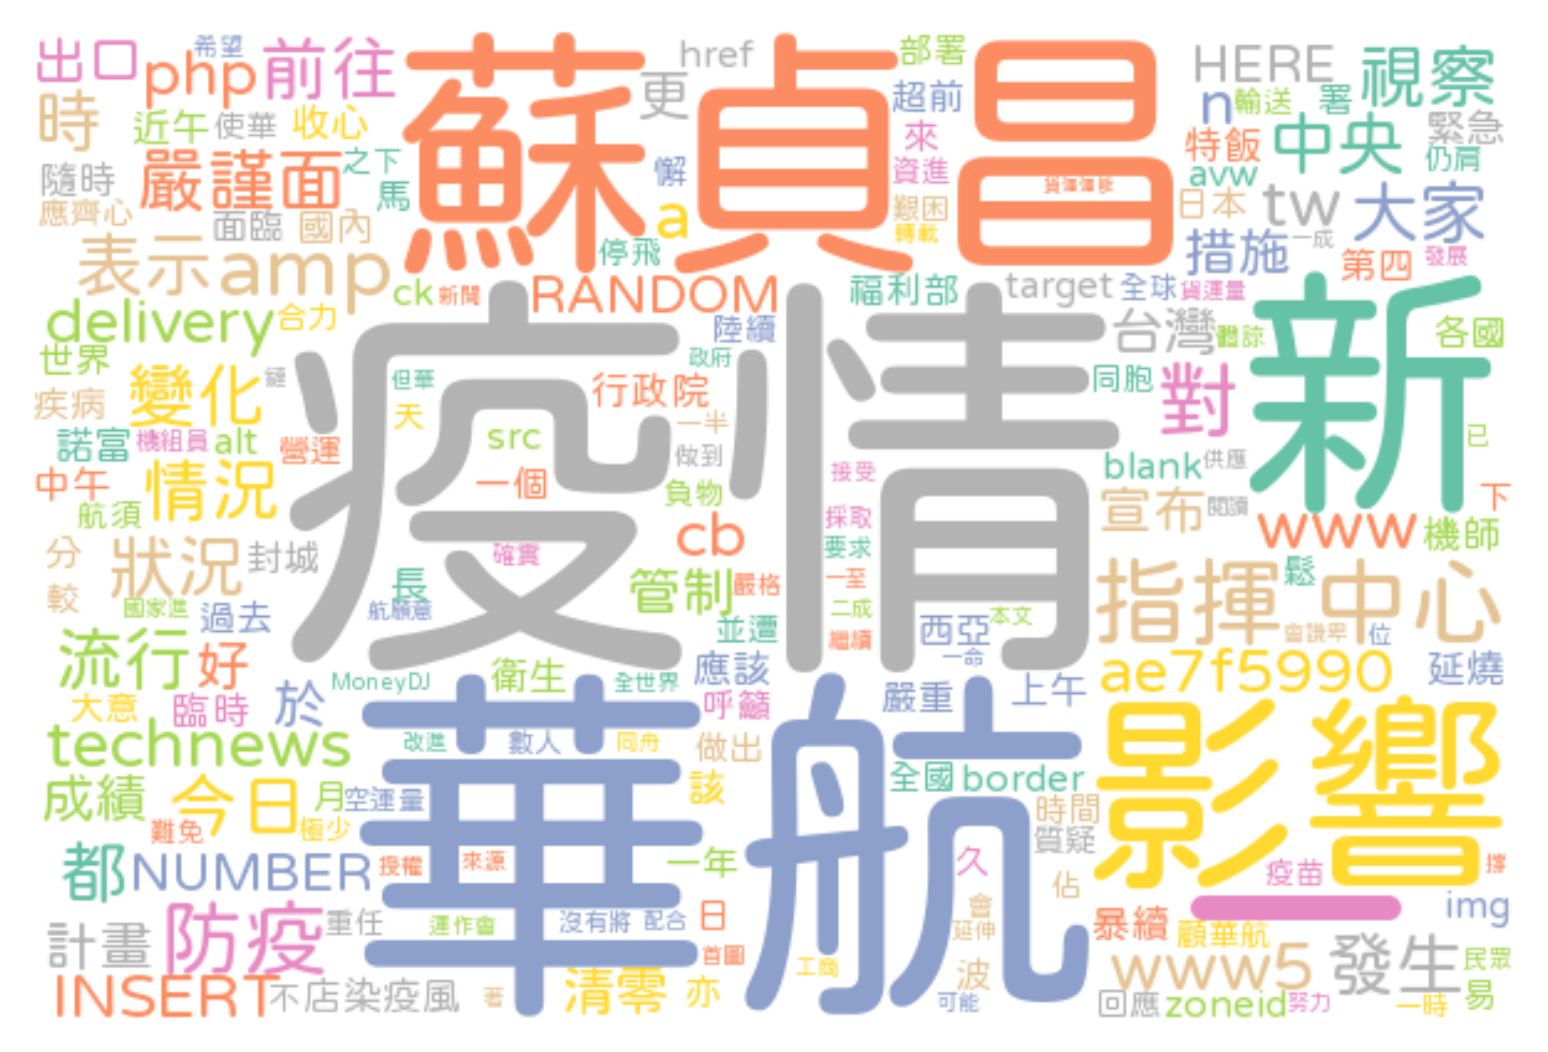 出口
希望
php
前往
蘇貞昌
href
更
部署
超前
HERE
視察
n
輸送
署
時
近午
使華
收心
來
特飯
中央
緊急
隨時
嚴謹面
之下
馬
懈
資進
avw
仍肩
應齊心
面臨
國內
a
艱困
轉載
日本
tw
大家
表示
amp
停飛
措施
一成
第四
發展
ck
新聞
RANDOM
福利部
target
全球
貨運量
delivery
合力
疫情
陸續
台灣
體諒
新
各國
世界
政府
變化
鏈
但華
行政院
同胞
對
疾病
天
一半
諾富
機組員
alt
營運
src
做到
接受
blank
供應
已
中午
情況
一個
負物
宣布
閱讀
下
航須
採取
www
機師
分
狀況
封城
確實
cb
要求
較
長
管制
嚴格
一至
指揮中心
鬆
國家進
過去
航願意
二成
本文
並遭
繼續
西亞
位
流行
好
MoneyDJ
衛生
全世界
應該
一命
ae7f5990
延燒
大意
臨時
於
呼籲
嚴重
上午
technews
華航
改進
數人
同舟
做出
影響
成績
今日
月
空運量
該
全國
border
難免
極少
時間
質疑
都
NUMBER
授權
來源
一年
久
疫苗
撐
佔
一
計畫
防疫
重任
運作會
沒有將
配合
日
會
延伸
暴續
顧華航
img
首圖
INSERT
不店染疫風
著
清零
亦
工商
波
可能
www5
發生
民眾
回應
zoneid
努力
一時
易